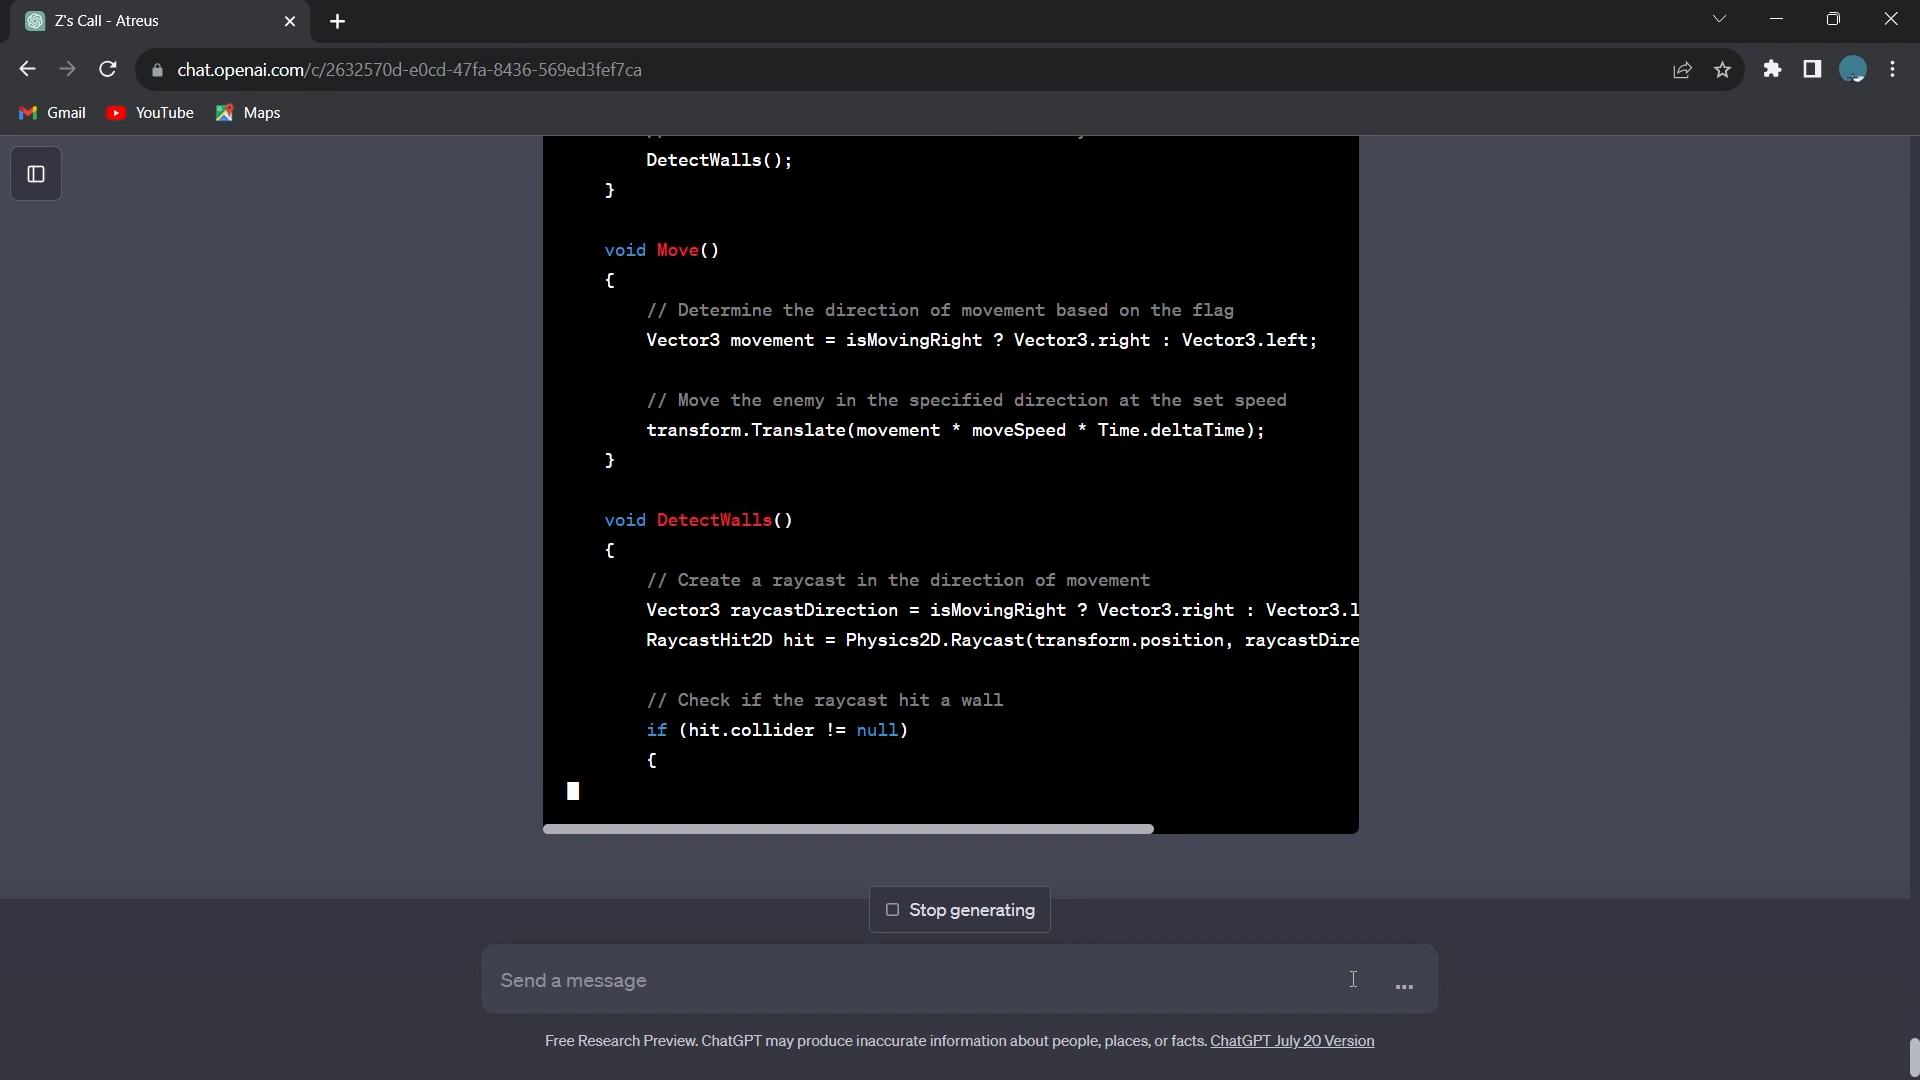 Z's Call - Atreus
chat.openai.com/c/2632570d-e0cd-47fa-8436-569ed3fef7ca
Gmail YouTube Maps
DetectWalls();
}
void Move()
{
// Determine the direction of movement based on the flag
Vector3 movement = isMovingRight ? Vector3.right : Vector3.left;
// Move the enemy in the specified direction at the set speed
transform.Translate(movement * moveSpeed * Time.deltaTime);
}
void DetectWalls()
{
// Create a raycast in the direction of movement
Vector3 raycastDirection = isMovingRight ? Vector3.right : Vector3.l
RaycastHit2D hit = Physics2D.Raycast(transform.position, raycastDire
// Check if the raycast hit a wall
if (hit.collider != null)
{
Stop generating
Send a message
Free Research Preview. ChatGPT may produce inaccurate information about people, places, or facts. ChatGPT July 20 Version